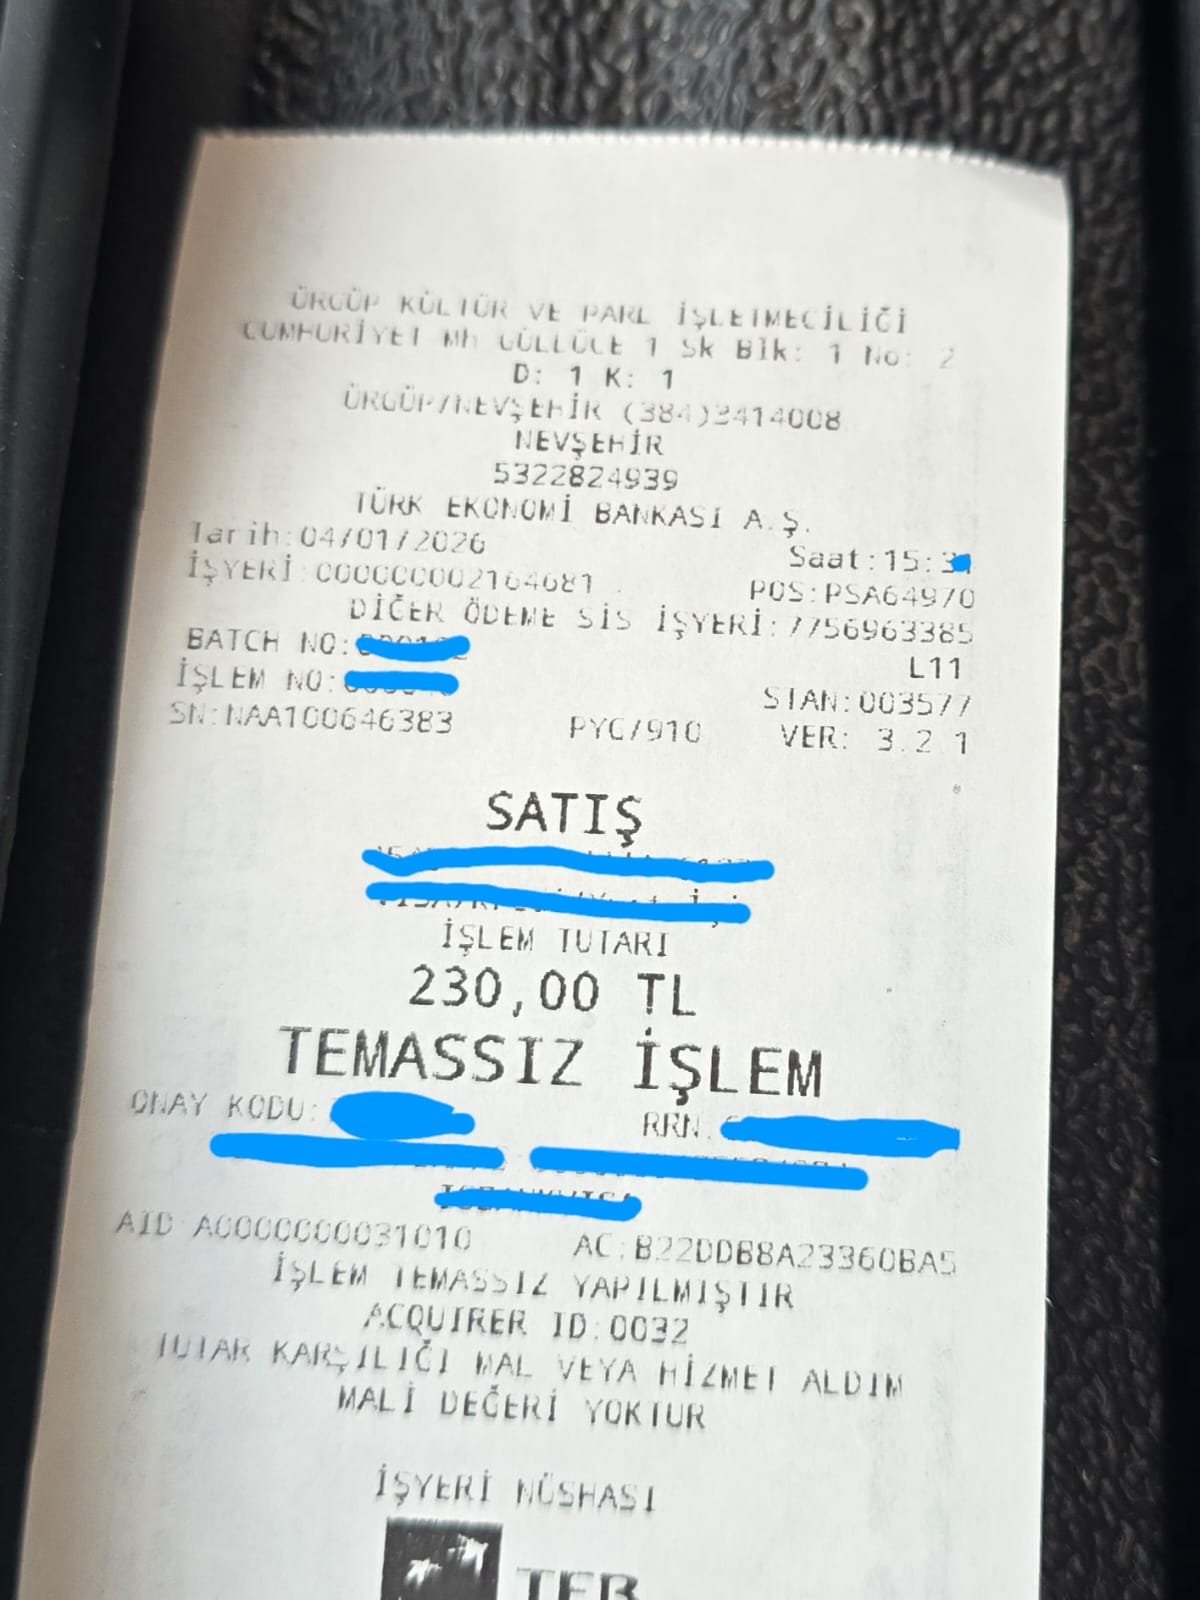 ÜRGÜP KÜLTÜR VE PARL İŞLETMECİLİĞİ
CUMHURİYET Mh GÜLLÜCE 1 Sk Blk: 1 No: 2
D: 1 K: 1
ÜRGÜP/NEVŞEHİR (384)3414008
NEVŞEHİR
5322824939
TÜRK EKONOMİ BANKASI A.Ş.
Tarih:04/01/2026 Saat:15:
İŞYERİ:000000002164681 POS:PSA64970
DİĞER ÖDEME SİS İŞYERİ:7756963385
BATCH NO: L11
İŞLEM NO: STAN:003577
SN:NAA100646383 PYG/910 VER: 3.2.1
SATIŞ
İŞLEM TUTARI
230,00 TL
TEMASSIZ İŞLEM
ONAY KODU: RRN:
AID A0000000031010 AC:B22DDB8A23360BA5
İŞLEM TEMASSIZ YAPILMIŞTIR
ACQUIRER ID:0032
TUTAR KARŞILIĞI MAL VEYA HİZMET ALDIM
MALİ DEĞERİ YOKTUR
İŞYERİ NÜSHASI
TEB